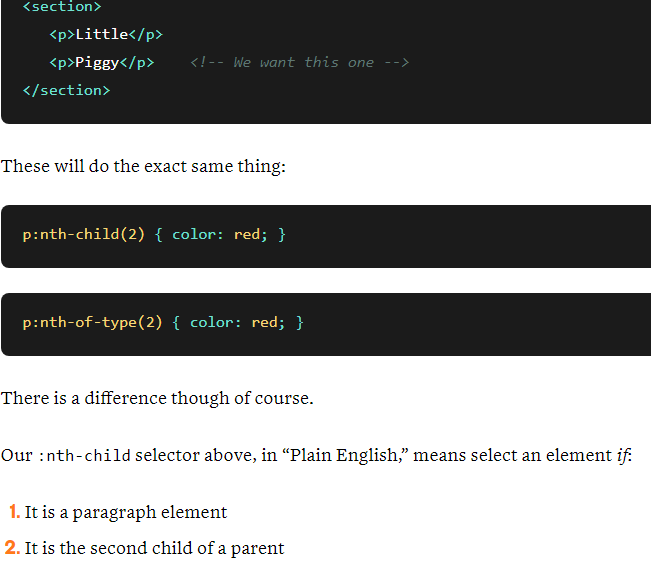 <section>
<p>Little</p>
<p>Piggy</p> <!-- We want this one -->
</section>
These will do the exact same thing:
p:nth-child(2) { color: red; }
p:nth-of-type(2) { color: red; }
There is a difference though of course.
Our :nth-child selector above, in “Plain English,” means select an element if:
1. It is a paragraph element
2. It is the second child of a parent